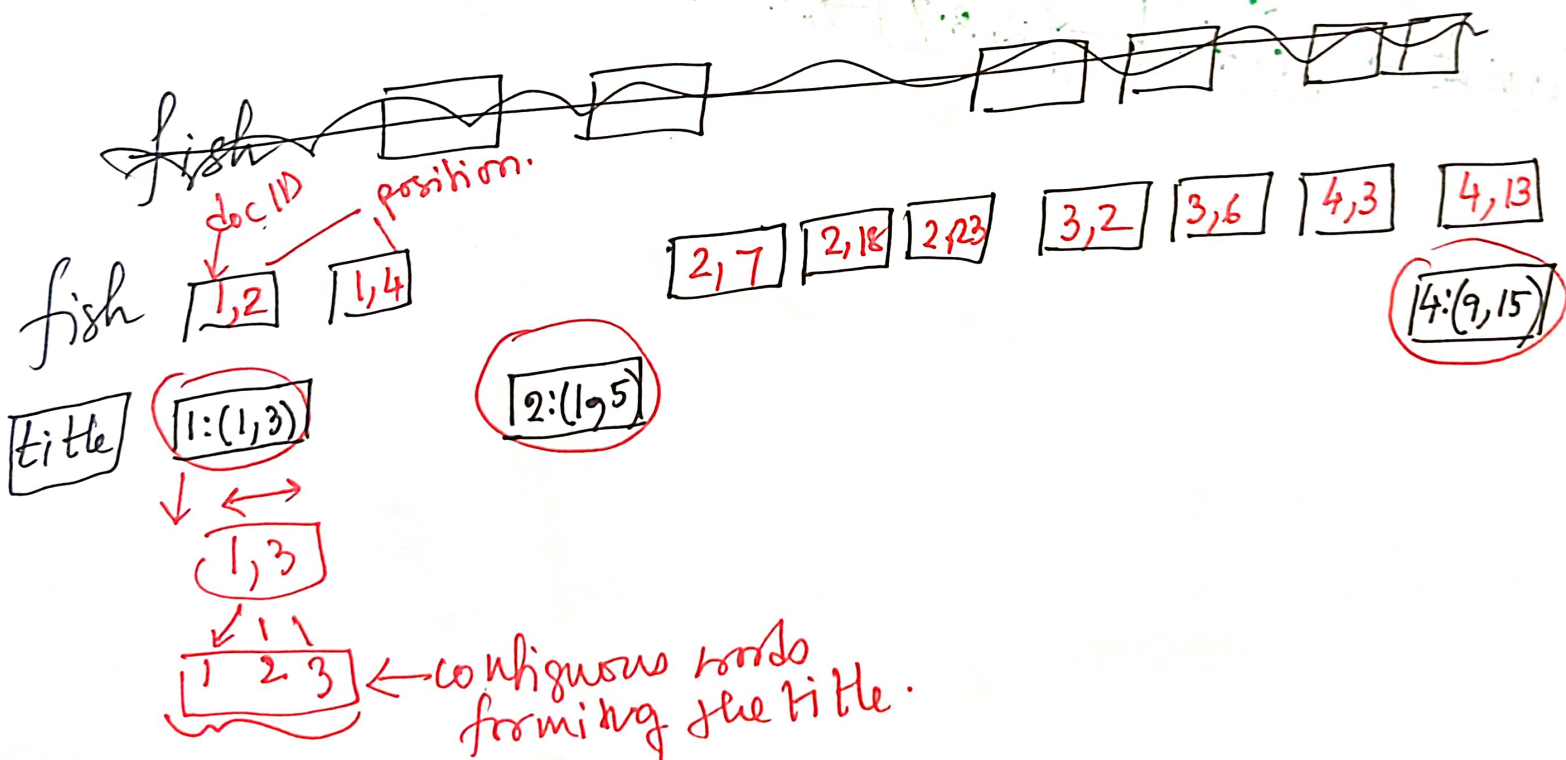 fish
docID position.
fish 1,2 1,4 2,7 2,18 2,23 3,2 3,6 4,3 4,13
title 1:(1,3) 2:(1,5) 4:(9,15)
1,3
1 2 3 ← contiguous words
forming the title.